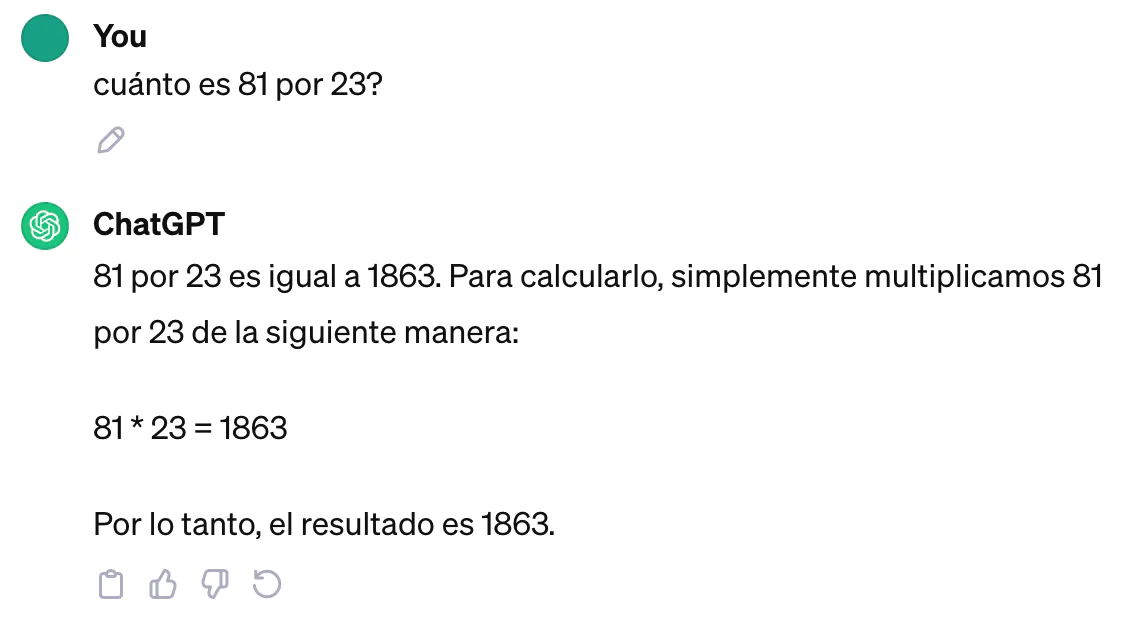 You
cuánto es 81 por 23?
ChatGPT
81 por 23 es igual a 1863. Para calcularlo, simplemente multiplicamos 81
por 23 de la siguiente manera:
81 * 23 = 1863
Por lo tanto, el resultado es 1863.